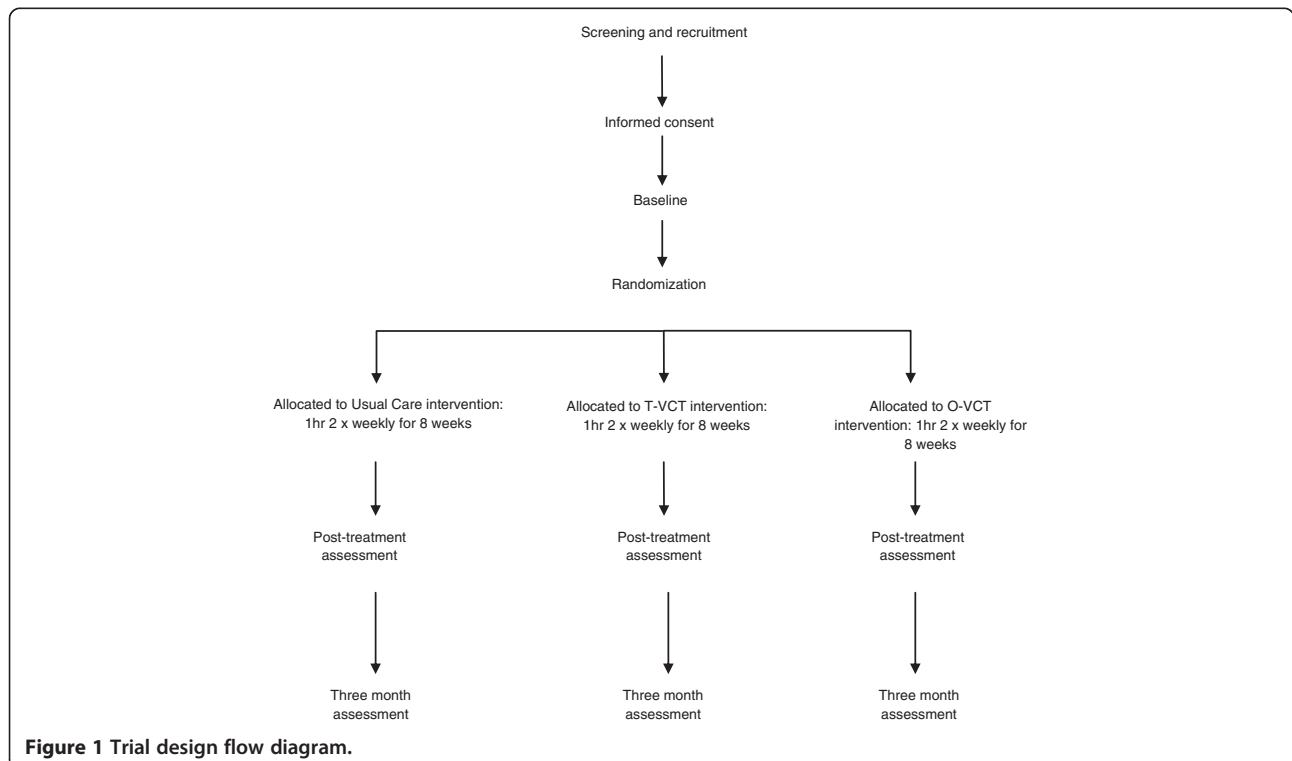 Screening and recruitment
Informed consent
Baseline
Randomization
Allocated to Usual Care intervention:
1hr 2 x weekly for 8 weeks
Allocated to T-VCT intervention:
1hr 2 x weekly for 8 weeks
Allocated to O-VCT
intervention: 1hr 2 x weekly for
8 weeks
Post-treatment
assessment
Post-treatment
assessment
Post-treatment
assessment
Three month
assessment
Three month
assessment
Three month
assessment
Figure 1 Trial design flow diagram.